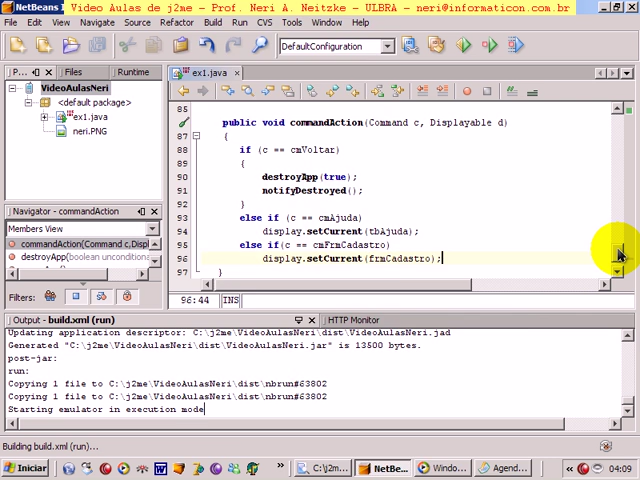 NetBeans Video Aulas de j2me - Prof. Neri A. Neitzke - ULBRA - neri@informaticon.com.br
File Edit View Navigate Source Refactor Build Run CVS Tools Window Help
DefaultConfiguration
P... Files Runtime
ex1.java
VideoAulasNeri
<default package>
ex1.java
neri.PNG
85
86 public void commandAction(Command c, Displayable d)
87 {
88 if (c == cmVoltar)
89 {
90 destroyApp(true);
91 notifyDestroyed();
92 }
93 else if (c == cmAjuda)
94 display.setCurrent(tbAjuda);
95 else if(c == cmFrmCadastro)
96 display.setCurrent(frmCadastro);
97 }
Navigator - commandAction
Members View
commandAction(Command c, Displ
destroyApp(boolean uncondition
Filters:
96:44 INS
Output - build.xml (run)
HTTP Monitor
Updating application descriptor: C:\j2me\VideoAulasNeri\dist\VideoAulasNeri.jad
Generated "C:\j2me\VideoAulasNeri\dist\VideoAulasNeri.jar" is 13500 bytes.
post-jar:
run:
Copying 1 file to C:\j2me\VideoAulasNeri\dist\nbrun#63802
Copying 1 file to C:\j2me\VideoAulasNeri\dist\nbrun#63802
Starting emulator in execution mode
Building build.xml (run)...
Iniciar
C:\j2m...
NetBe...
Windo...
Agend...
04:09